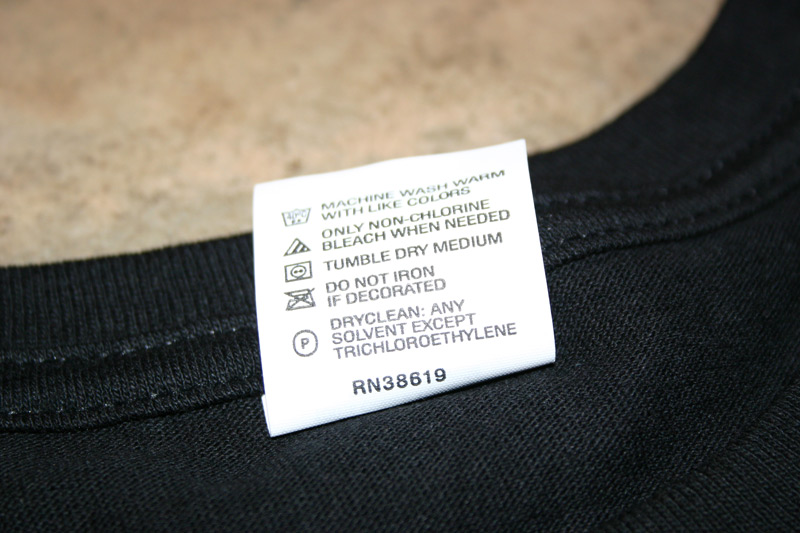 MACHINE WASH WARM
WITH LIKE COLORS
ONLY NON-CHLORINE
BLEACH WHEN NEEDED
TUMBLE DRY MEDIUM
DO NOT IRON
IF DECORATED
DRYCLEAN: ANY
P SOLVENT EXCEPT
TRICHLOROETHYLENE
RN38619